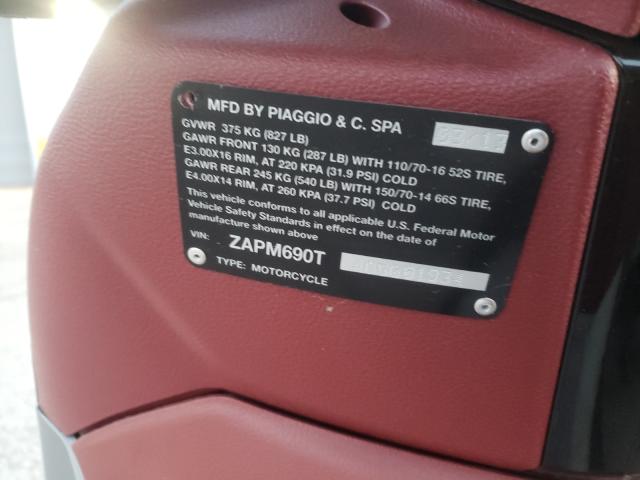 MFD BY PIAGGIO & C. SPA
GVWR 375 KG (827 LB)
GAWR FRONT 130 KG (287 LB) WITH 110/70-16 52S TIRE,
E3.00X16 RIM, AT 220 KPA (31.9 PSI) COLD
GAWR REAR 245 KG (540 LB) WITH 150/70-14 66S TIRE,
E4.00X14 RIM, AT 260 KPA (37.7 PSI) COLD
This vehicle conforms to all applicable U.S. Federal Motor
Vehicle Safety Standards in effect on the date of
manufacture shown above
VIN: ZAPM690T
TYPE: MOTORCYCLE